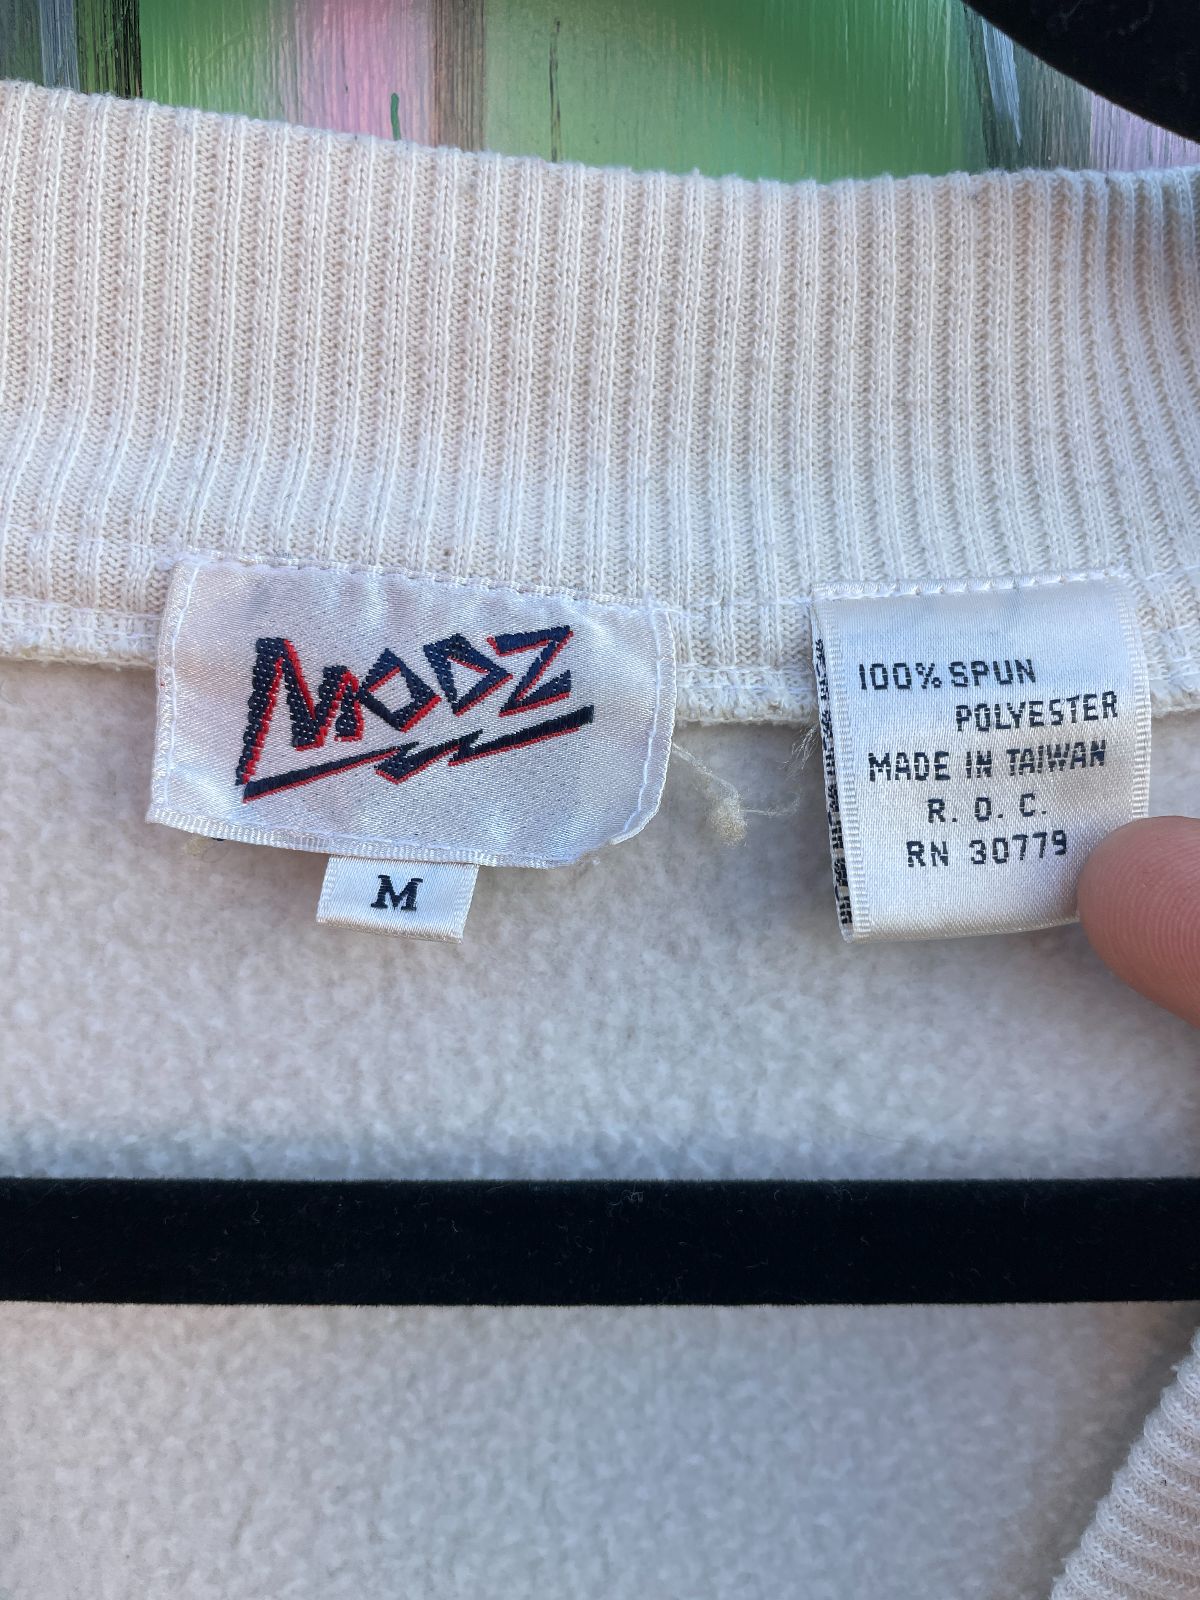 MODZ
M
100% SPUN
POLYESTER
MADE IN TAIWAN
R. O. C.
RN 30779